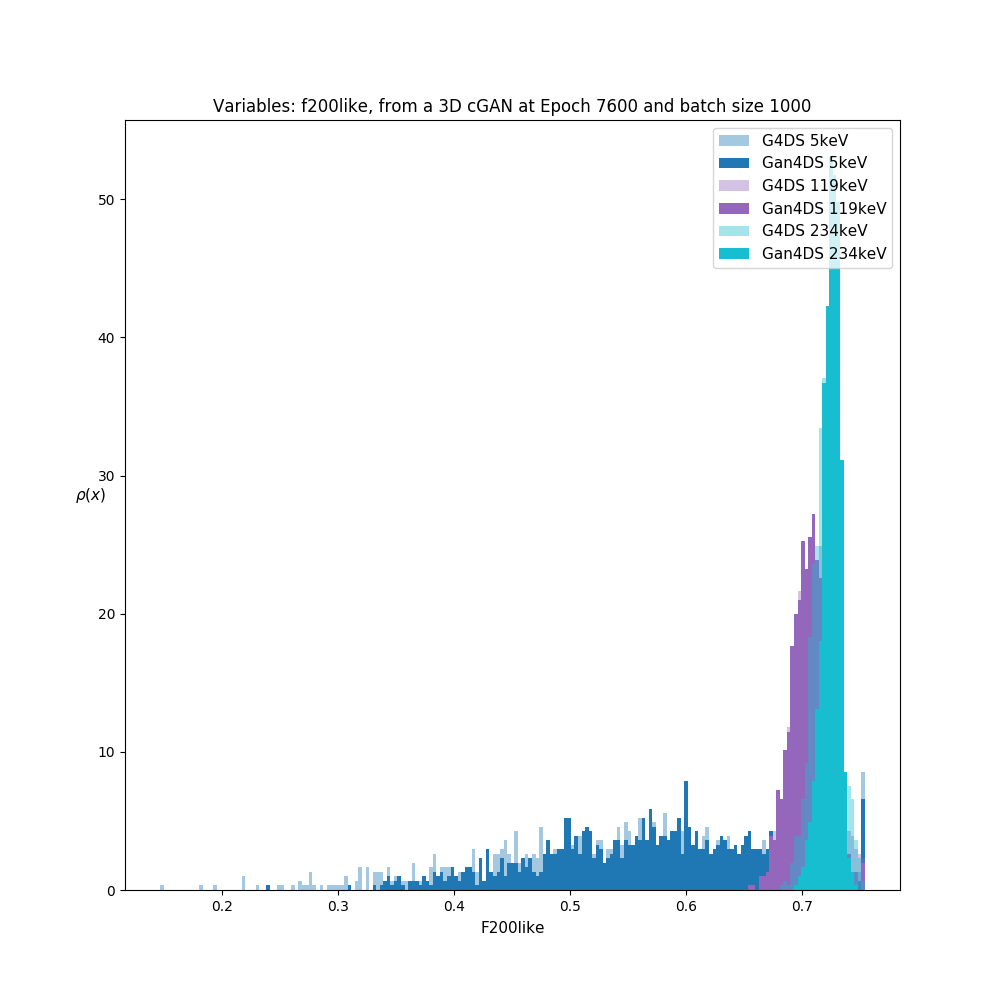 Variables: f200like, from a 3D cGAN at Epoch 7600 and batch size 1000
G4DS 5keV
Gan4DS 5keV
G4DS 119keV
Gan4DS 119keV
G4DS 234keV
Gan4DS 234keV
50
40
30
ρ(x)
20
10
0
0.2 0.3 0.4 0.5 0.6 0.7
F200like